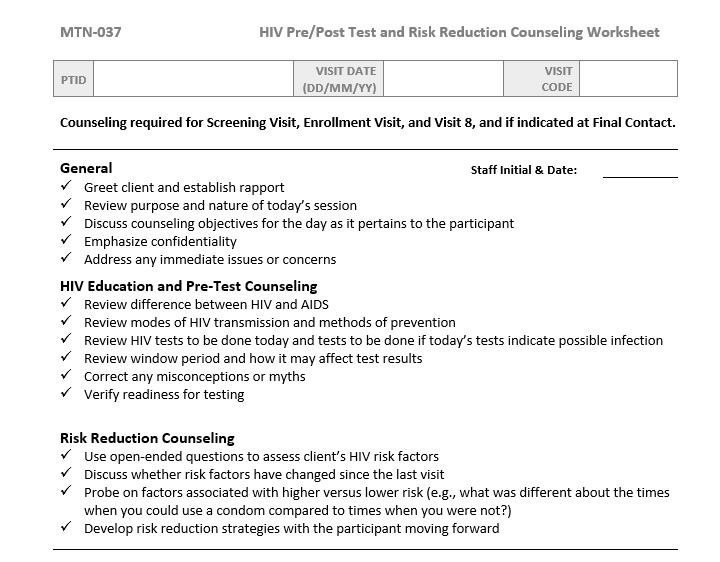 MTN-037 HIV Pre/Post Test and Risk Reduction Counseling Worksheet
PTID VISIT DATE (DD/MM/YY) VISIT CODE
Counseling required for Screening Visit, Enrollment Visit, and Visit 8, and if indicated at Final Contact.
General Staff Initial & Date:
✓ Greet client and establish rapport
✓ Review purpose and nature of today’s session
✓ Discuss counseling objectives for the day as it pertains to the participant
✓ Emphasize confidentiality
✓ Address any immediate issues or concerns
HIV Education and Pre-Test Counseling
✓ Review difference between HIV and AIDS
✓ Review modes of HIV transmission and methods of prevention
✓ Review HIV tests to be done today and tests to be done if today’s tests indicate possible infection
✓ Review window period and how it may affect test results
✓ Correct any misconceptions or myths
✓ Verify readiness for testing
Risk Reduction Counseling
✓ Use open-ended questions to assess client’s HIV risk factors
✓ Discuss whether risk factors have changed since the last visit
✓ Probe on factors associated with higher versus lower risk (e.g., what was different about the times
when you could use a condom compared to times when you were not?)
✓ Develop risk reduction strategies with the participant moving forward